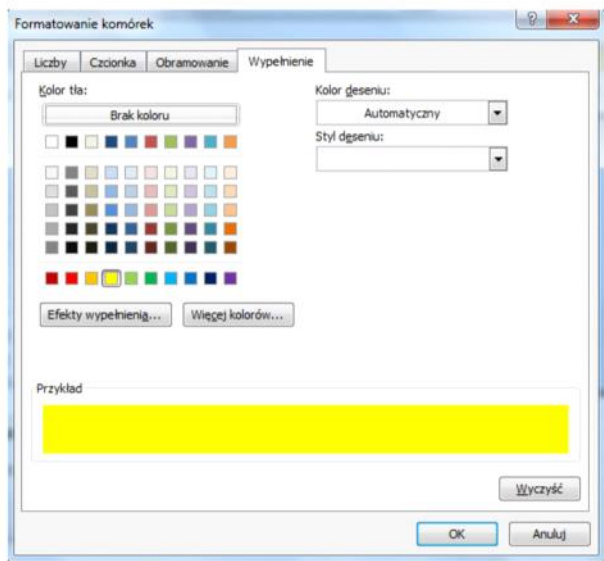 Formatowanie komórek
Liczby Czcionka Obramowanie Wypełnienie
Kolor tła:
Brak koloru
Kolor deseniu:
Automatyczny
Styl deseniu:
Efekty wypełnienia... Więcej kolorów...
Przykład
Wyczyść
OK Anuluj